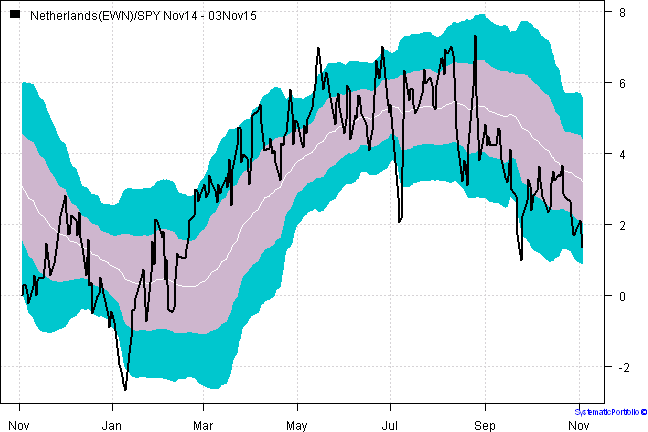 Netherlands(EWN)/SPY Nov14 - 03Nov15
8
6
4
2
0
-2
Nov Jan Mar May Jul Sep Nov
SystematicPortfolio ©